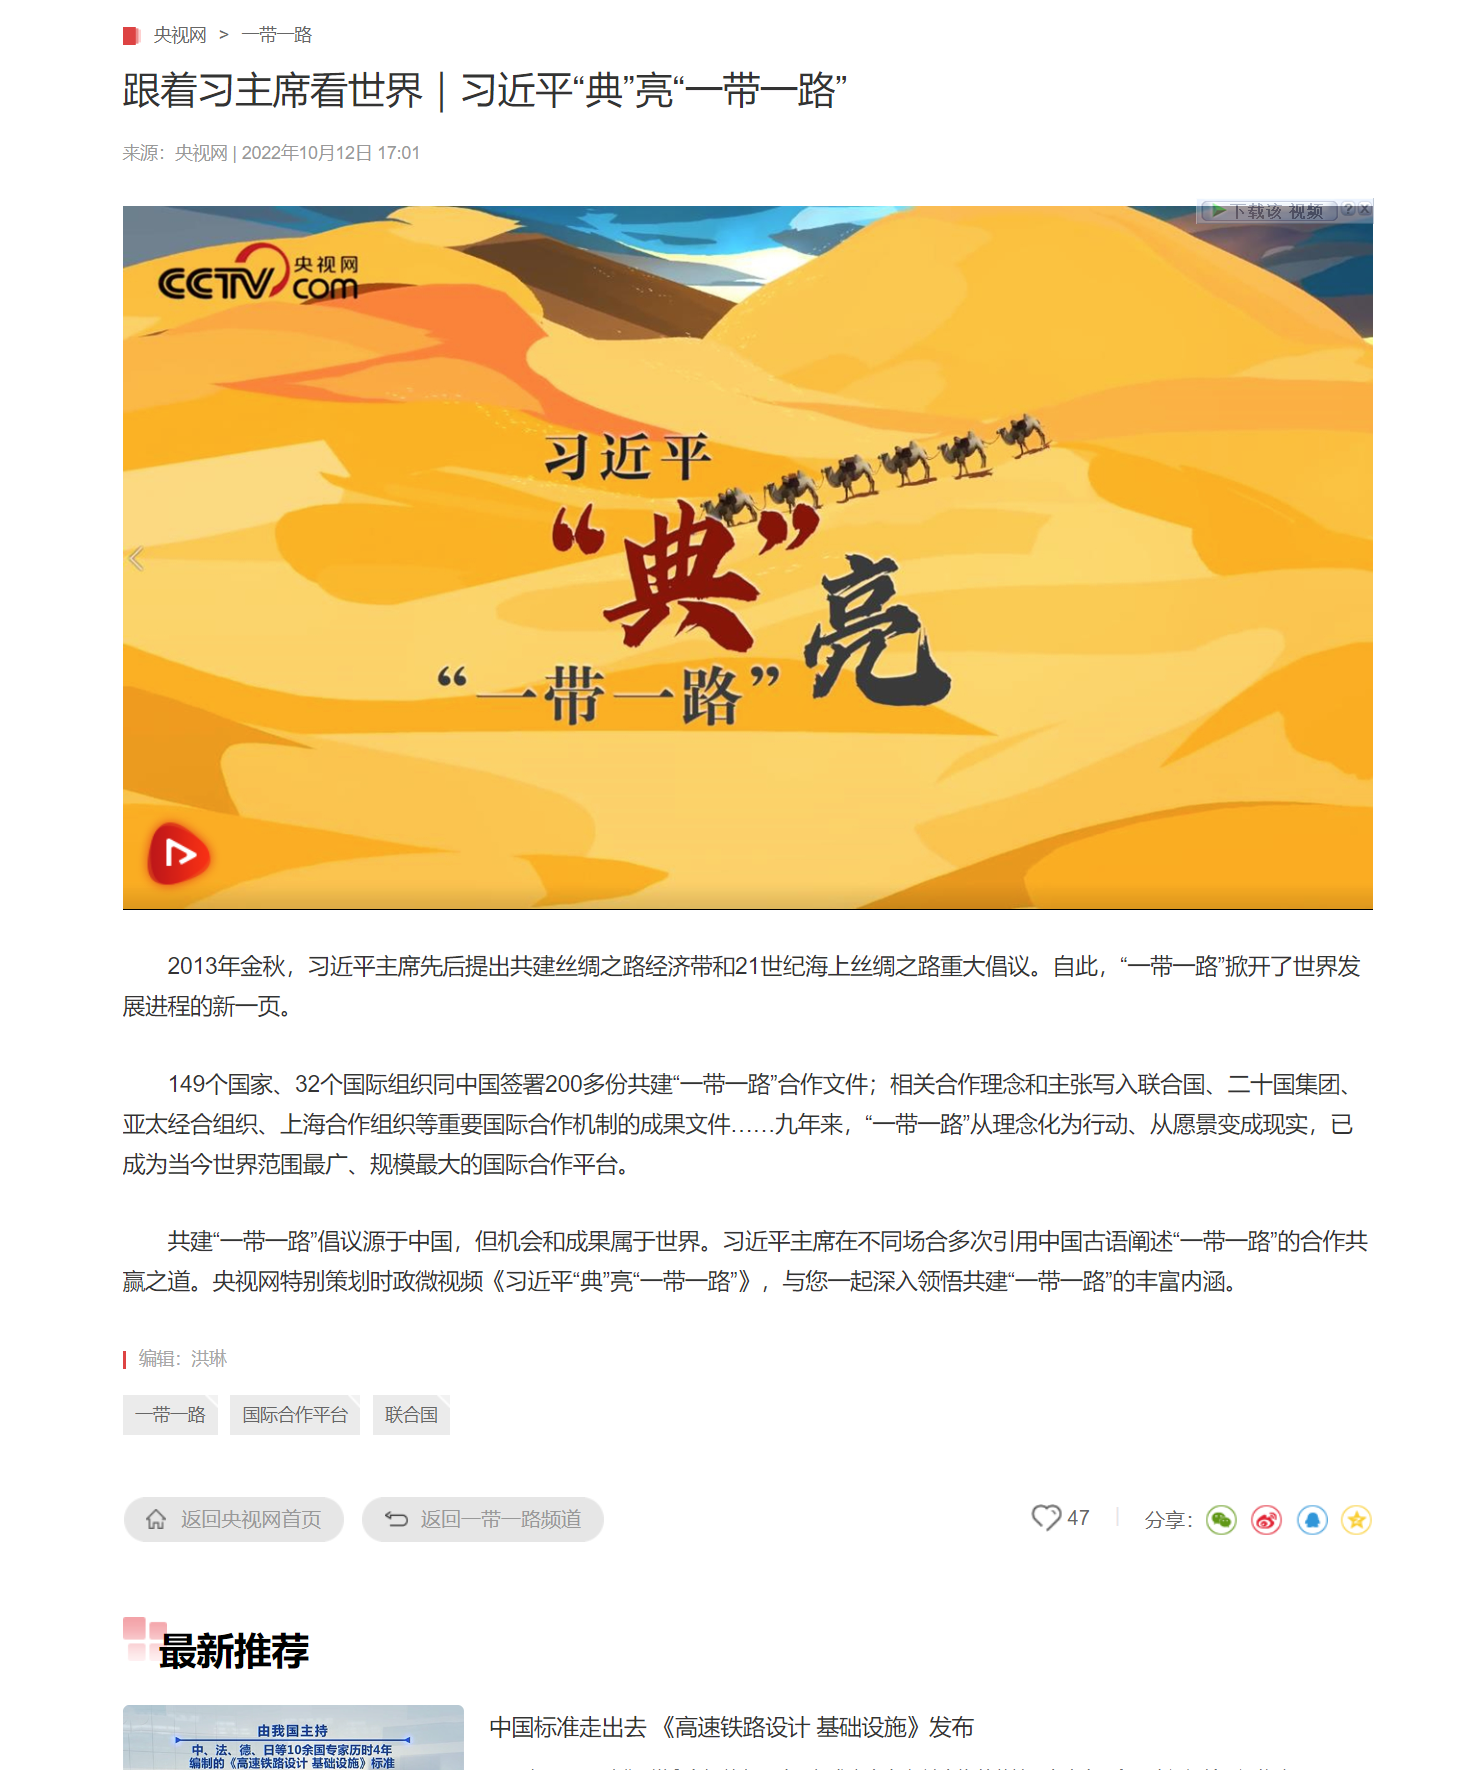 央视网 > 一带一路
跟着习主席看世界｜习近平“典”亮“一带一路”
来源：央视网 | 2022年10月12日 17:01
下载该 视频 ? X
CCTV 央视网
com
习近平
“典”亮
“一带一路”
2013年金秋，习近平主席先后提出共建丝绸之路经济带和21世纪海上丝绸之路重大倡议。自此，“一带一路”掀开了世界发
展进程的新一页。
149个国家、32个国际组织同中国签署200多份共建“一带一路”合作文件；相关合作理念和主张写入联合国、二十国集团、
亚太经合组织、上海合作组织等重要国际合作机制的成果文件……九年来，“一带一路”从理念化为行动、从愿景变成现实，已
成为当今世界范围最广、规模最大的国际合作平台。
共建“一带一路”倡议源于中国，但机会和成果属于世界。习近平主席在不同场合多次引用中国古语阐述“一带一路”的合作共
赢之道。央视网特别策划时政微视频《习近平“典”亮“一带一路”》，与您一起深入领悟共建“一带一路”的丰富内涵。
编辑：洪琳
一带一路 国际合作平台 联合国
返回央视网首页 返回一带一路频道 47 分享：
最新推荐
由我国主持
中、法、德、日等10余国专家历时4年
编制的《高速铁路设计 基础设施》标准
中国标准走出去 《高速铁路设计 基础设施》发布